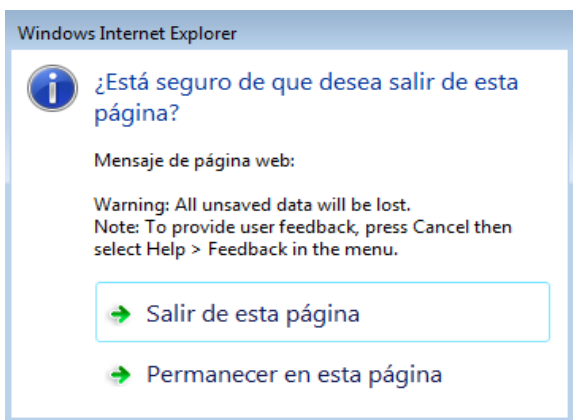 Windows Internet Explorer
¿Está seguro de que desea salir de esta
página?
Mensaje de página web:
Warning: All unsaved data will be lost.
Note: To provide user feedback, press Cancel then
select Help > Feedback in the menu.
Salir de esta página
Permanecer en esta página